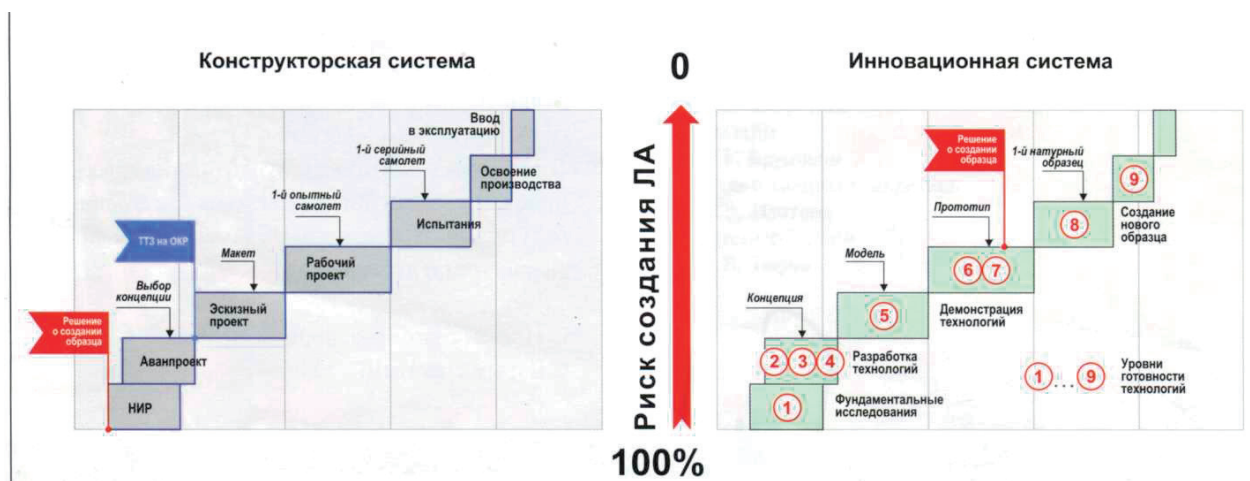 Конструкторская система
Ввод
в эксплуатацию
1-й серийный
самолет
Освоение
производства
1-й опытный
самолет
Испытания
ТТЗ на ОКР
Макет
Рабочий
проект
Выбор
концепции
Эскизный
проект
Решение
о создании
образца
Аванпроект
НИР
0
Риск создания ЛА
100%
Инновационная система
Решение
о создании
образца
1-й натурный
образец
9
Прототип
8
Создание
нового
образца
Модель
6 7
Концепция
5
Демонстрация
технологий
2 3 4
Разработка
технологий
1 ... 9
Уровни
готовности
технологий
1
Фундаментальные
исследования